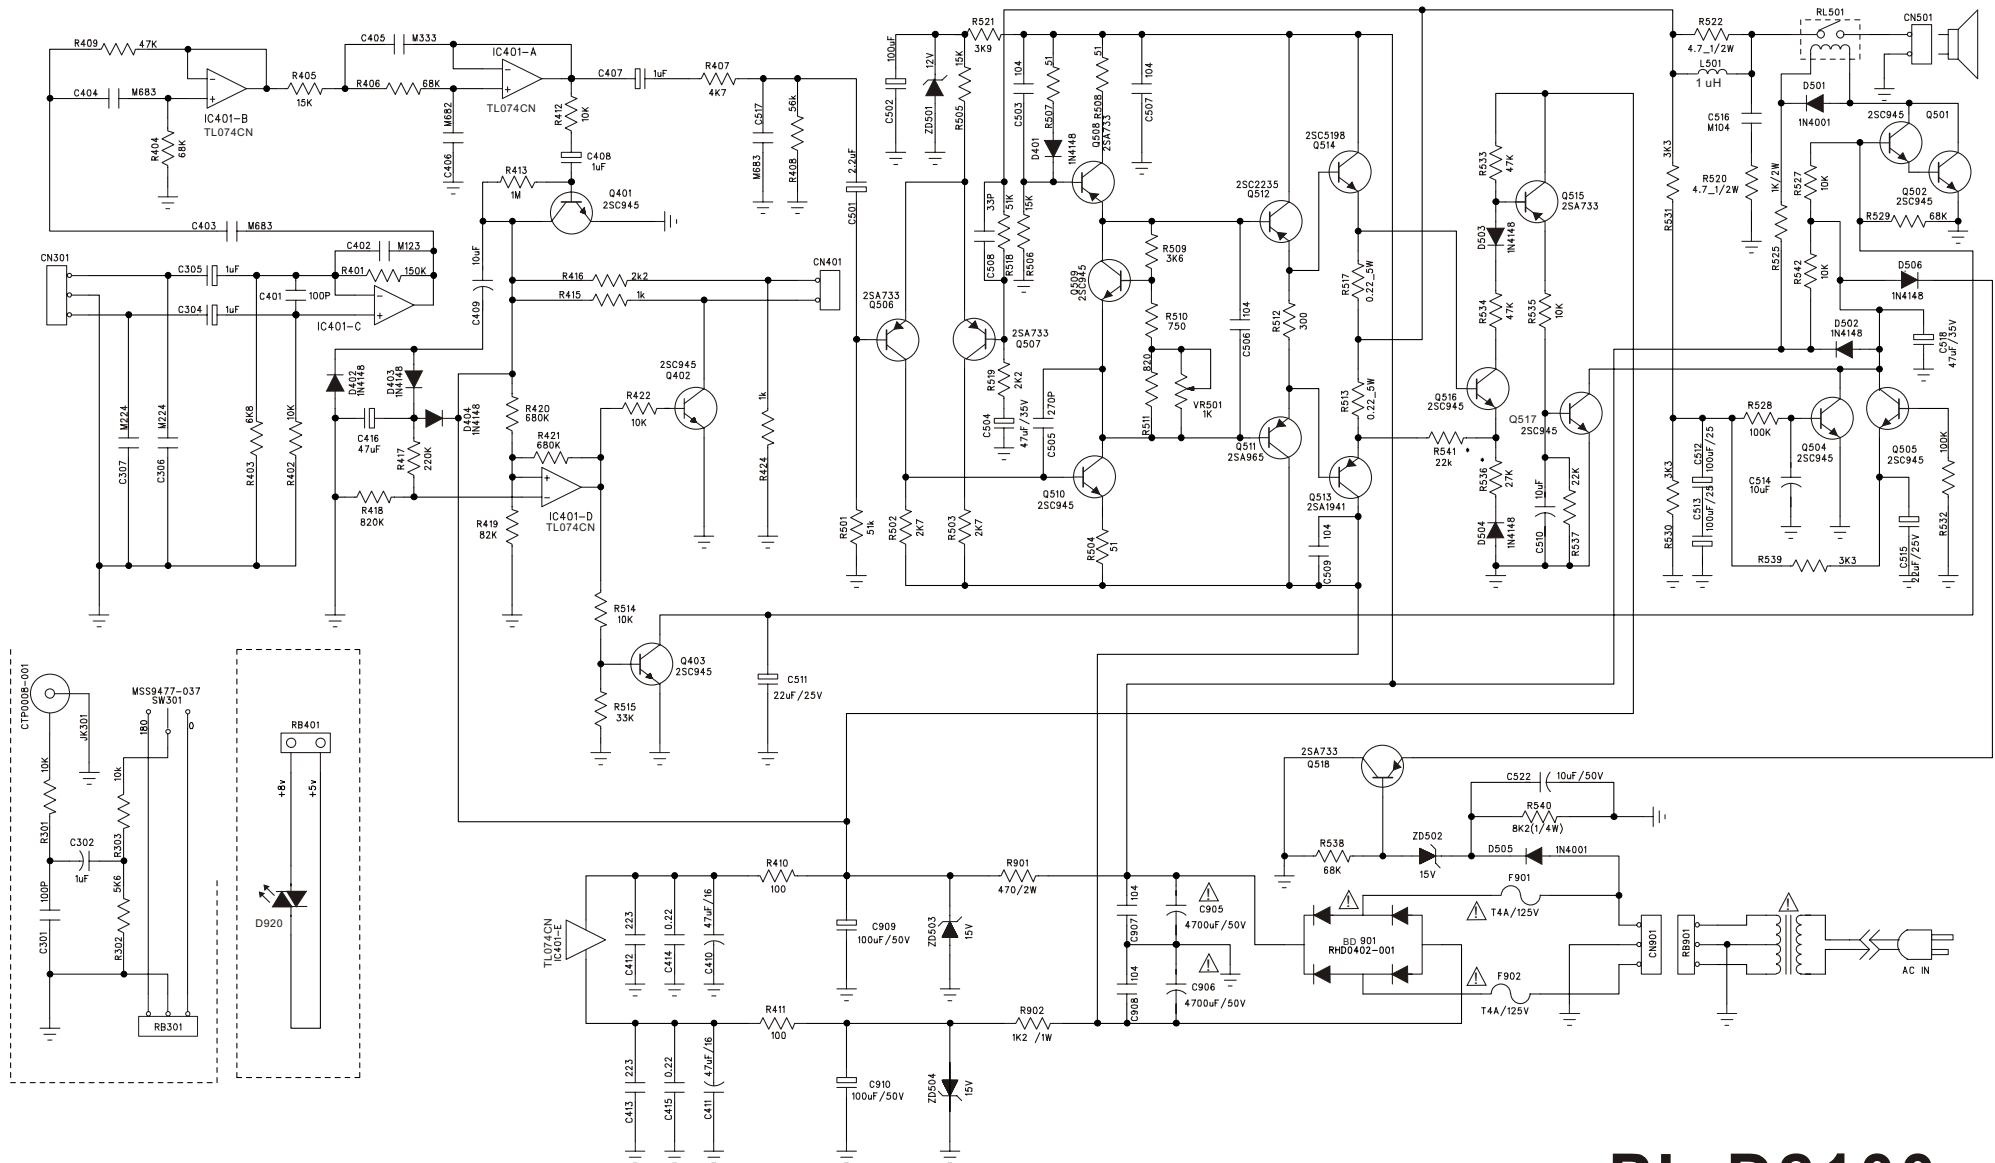 R409 47K
C404 M683
R404 68K
IC401-B
TL074CN
R405
15K
C405 M333
R406 68K
M682
C406
IC401-A
TL074CN
R412 10K
C408
1uF
R413
1M
Q401
2SC945
C407 1uF
R407
4K7
C517
M683
56k
R408
2.2uF
C501
100uF
C502
12V
ZD501
R521
3K9
15K
R505
104
C503
51
R507
D401
1N4148
51
R508
Q508
2SA733
104
C507
33P
C508
51K
R518
15K
R506
Q509
2SC945
R509
3K6
R510
750
820
R511
VR501
1K
104
C506
2SC2235
Q512
2SC5198
Q514
R512
300
R517
0.22_5W
R513
0.22_5W
Q511
2SA965
Q513
2SA1941
104
C509
2SA733
Q506
2SA733
Q507
R519
2K2
C504
47uF/25V
270P
C505
Q510
2SC945
R504
51
R501
51k
R502
2K7
R503
2K7
R533
47K
Q515
2SA733
D503
1N4148
R534
47K
R535
10K
Q516
2SC945
Q517
2SC945
R541
22k
R536
27K
D504
1N4148
10uF
C510
22K
R537
R522
4.7_1/2W
L501
1 uH
RL501
CN501
D501
1N4001
2SC945
Q501
Q502
2SC945
C516
M104
3K3
R531
R520
4.7_1/2W
1K/2W
R525
R527
10K
R529 68K
R542
10K
D506
1N4148
D502
1N4148
C518
47uF/35V
R528
100K
C512
100uF/25
C513
100uF/25
C514
10uF
Q504
2SC945
Q505
2SC945
100K
R532
3K3
R530
R539 3K3
C515
22uF/25V
CN301
C403 M683
C402 M123
R401 150K
C305 1uF
C401 100P
C304 1uF
IC401-C
M224
C307
M224
C306
6K8
R403
10K
R402
D402
1N4148
D403
1N4148
C416
47uF
D404
1N4148
R417
220K
R418
820K
10uF
C409
R416 2k2
R415 1k
CN401
2SC945
Q402
R420
680K
R421
680K
R422
10K
IC401-D
TL074CN
R419
82K
1k
R424
R514
10K
R515
33K
Q403
2SC945
C511
22uF/25V
CTP0008-001
JK301
MSS9477-037
SW301
180
0
10K
R301
10k
R303
C302
1uF
100P
C301
5K6
R302
RB301
RB401
+8v
+5v
D920
TL074CN
IC401-E
223
C412
0.22
C414
47uF/16
C410
R410
100
C909
100uF/50V
ZD503
15V
R901
470/2W
223
C413
0.22
C415
47uF/16
C411
R411
100
C910
100uF/50V
ZD504
15V
R902
1K2 /1W
104
C907
C905
4700uF/50V
104
C908
C906
4700uF/50V
2SA733
Q518
C522 10uF/50V
R540
8K2(1/4W)
R538
68K
ZD502
15V
D505 1N4001
F901
T4A/125V
BD 901
RHD0402-001
F902
T4A/125V
CN901
RB901
AC IN